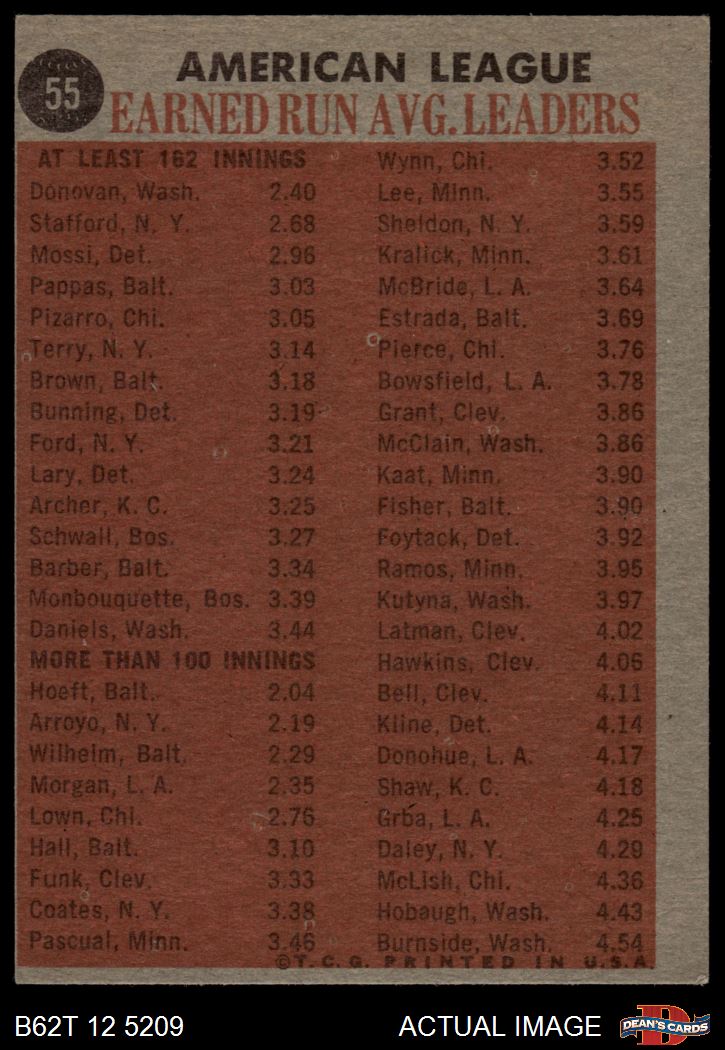 55
AMERICAN LEAGUE
EARNED RUN AVG. LEADERS
AT LEAST 162 INNINGS
Donovan, Wash. 2.40
Stafford, N. Y. 2.68
Mossi, Det. 2.96
Pappas, Balt. 3.03
Pizarro, Chi. 3.05
Terry, N. Y. 3.14
Brown, Balt. 3.18
Bunning, Det. 3.19
Ford, N. Y. 3.21
Lary, Det. 3.24
Archer, K. C. 3.25
Schwall, Bos. 3.27
Barber, Balt. 3.34
Monbouquette, Bos. 3.39
Daniels, Wash. 3.44
MORE THAN 100 INNINGS
Hoeft, Balt. 2.04
Arroyo, N. Y. 2.19
Wilhelm, Balt. 2.29
Morgan, L. A. 2.35
Lown, Chi. 2.76
Hall, Balt. 3.10
Funk, Clev. 3.33
Coates, N. Y. 3.38
Pascual, Minn. 3.46
Wynn, Chi. 3.52
Lee, Minn. 3.55
Sheldon, N. Y. 3.59
Kralick, Minn. 3.61
McBride, L. A. 3.64
Estrada, Balt. 3.69
Pierce, Chi. 3.76
Bowsfield, L. A. 3.78
Grant, Clev. 3.86
McClain, Wash. 3.86
Kaat, Minn. 3.90
Fisher, Balt. 3.90
Foytack, Det. 3.92
Ramos, Minn. 3.95
Kutyna, Wash. 3.97
Latman, Clev. 4.02
Hawkins, Clev. 4.06
Bell, Clev. 4.11
Kline, Det. 4.14
Donohue, L. A. 4.17
Shaw, K. C. 4.18
Grba, L. A. 4.25
Daley, N. Y. 4.29
McLish, Chi. 4.36
Hobaugh, Wash. 4.43
Burnside, Wash. 4.54
©T. C. G. PRINTED IN U.S.A.
B62T 12 5209
ACTUAL IMAGE
D
DEAN'S CARDS